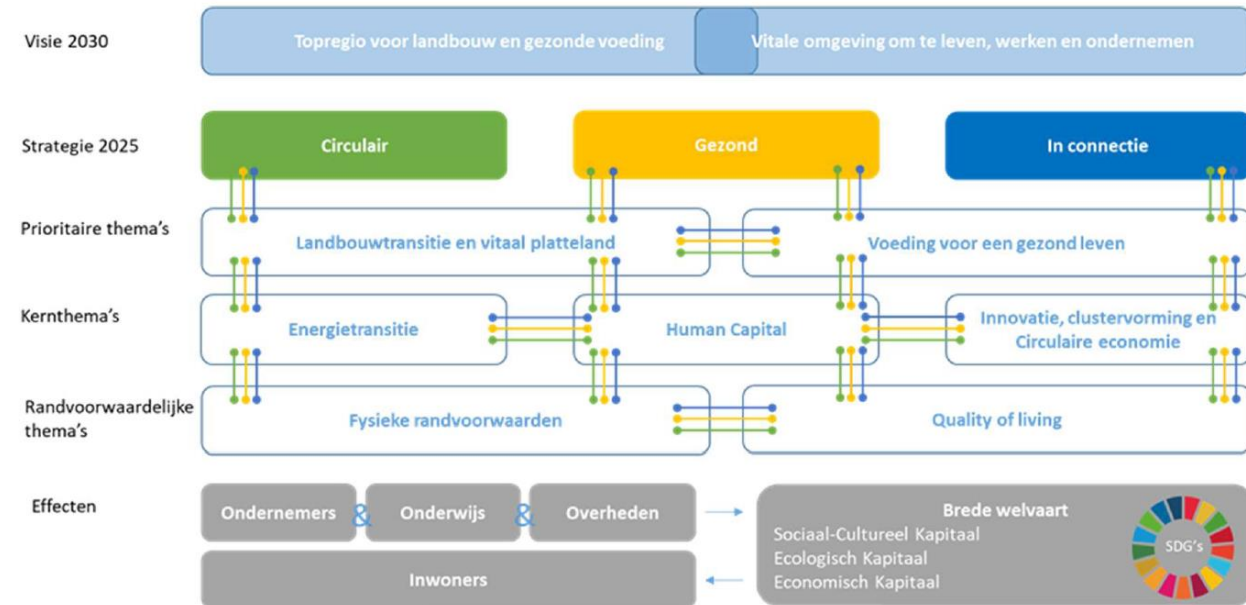 Visie 2030
Topregio voor landbouw en gezonde voeding
Vitale omgeving om te leven, werken en ondernemen
Strategie 2025
Circulair
Gezond
In connectie
Prioritaire thema's
Landbouwtransitie en vitaal platteland
Voeding voor een gezond leven
Kernthema's
Energietransitie
Human Capital
Innovatie, clustervorming en
Circulaire economie
Randvoorwaardelijke
thema's
Fysieke randvoorwaarden
Quality of living
Effecten
Ondernemers & Onderwijs & Overheden
Inwoners
Brede welvaart
Sociaal-Cultureel Kapitaal
Ecologisch Kapitaal
Economisch Kapitaal
SDG's